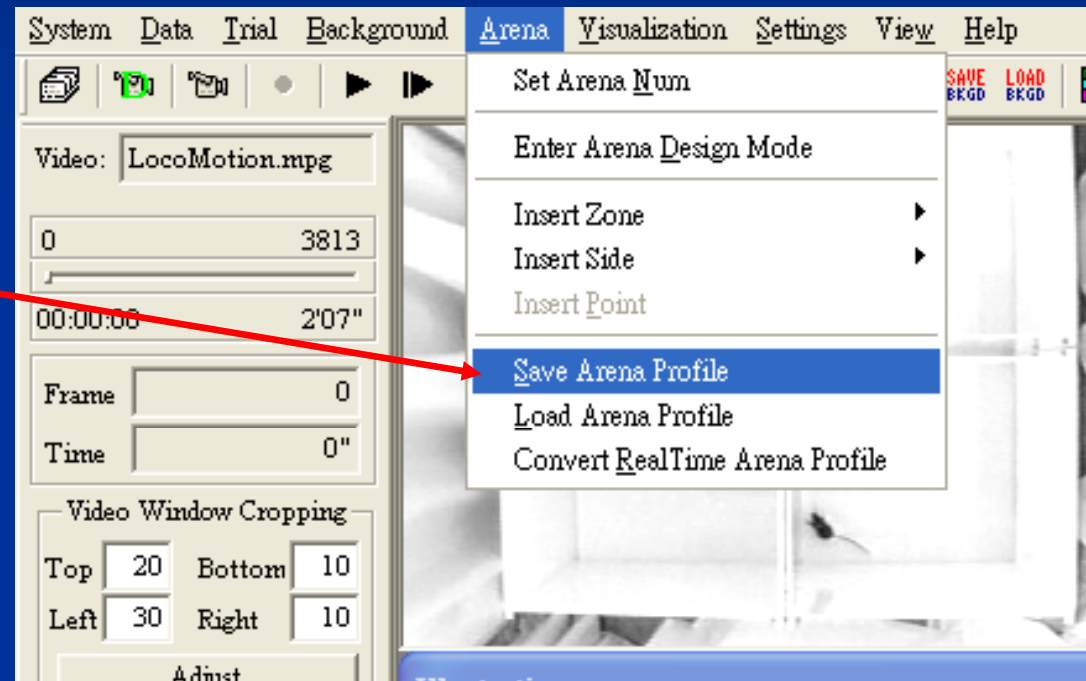 System Data Trial Background Arena Visualization Settings View Help
SAVE BKGD LOAD BKGD
Set Arena Num
Enter Arena Design Mode
Insert Zone
Insert Side
Insert Point
Save Arena Profile
Load Arena Profile
Convert RealTime Arena Profile
Video: LocoMotion.mpg
0 3813
00:00:00 2'07"
Frame 0
Time 0"
Video Window Cropping
Top 20 Bottom 10
Left 30 Right 10
Adjust